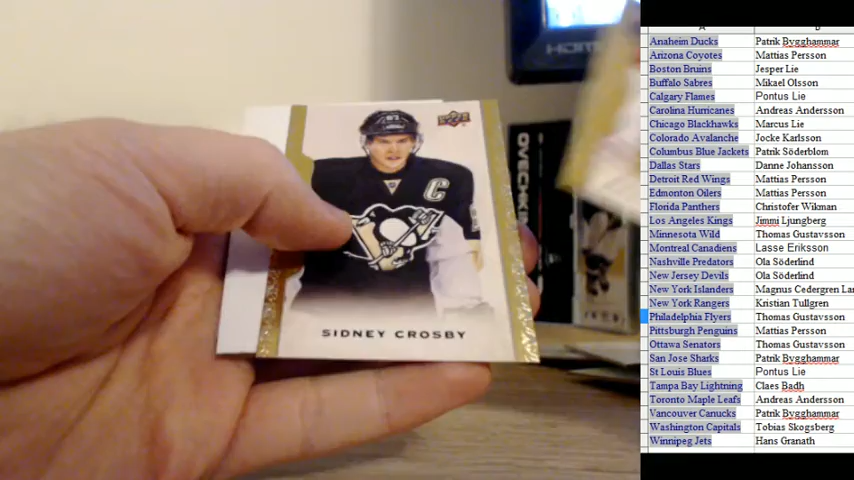 SIDNEY CROSBY
C
87
OVECHKIN
HDMI
A
B
Anaheim Ducks Patrik Bygghammar
Arizona Coyotes Mattias Persson
Boston Bruins Jesper Lie
Buffalo Sabres Mikael Olsson
Calgary Flames Pontus Lie
Carolina Hurricanes Andreas Andersson
Chicago Blackhawks Marcus Lie
Colorado Avalanche Jocke Karlsson
Columbus Blue Jackets Patrik Söderblom
Dallas Stars Danne Johansson
Detroit Red Wings Mattias Persson
Edmonton Oilers Mattias Persson
Florida Panthers Christofer Wikman
Los Angeles Kings Jimmi Ljungberg
Minnesota Wild Thomas Gustavsson
Montreal Canadiens Lasse Eriksson
Nashville Predators Ola Söderlind
New Jersey Devils Ola Söderlind
New York Islanders Magnus Cedergren Lar
New York Rangers Kristian Tullgren
Philadelphia Flyers Thomas Gustavsson
Pittsburgh Penguins Mattias Persson
Ottawa Senators Thomas Gustavsson
San Jose Sharks Patrik Bygghammar
St Louis Blues Pontus Lie
Tampa Bay Lightning Claes Badh
Toronto Maple Leafs Andreas Andersson
Vancouver Canucks Patrik Bygghammar
Washington Capitals Tobias Skogsberg
Winnipeg Jets Hans Granath